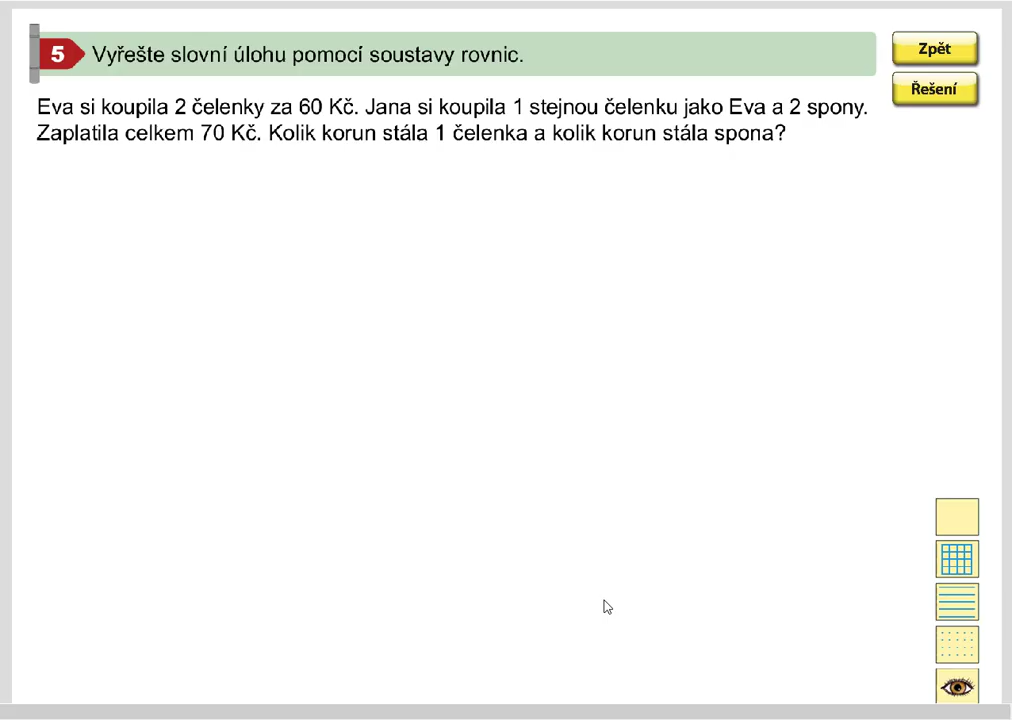 5 Vyřešte slovní úlohu pomocí soustavy rovnic.
Zpět
Řešení
Eva si koupila 2 čelenky za 60 Kč. Jana si koupila 1 stejnou čelenku jako Eva a 2 spony.
Zaplatila celkem 70 Kč. Kolik korun stála 1 čelenka a kolik korun stála spona?